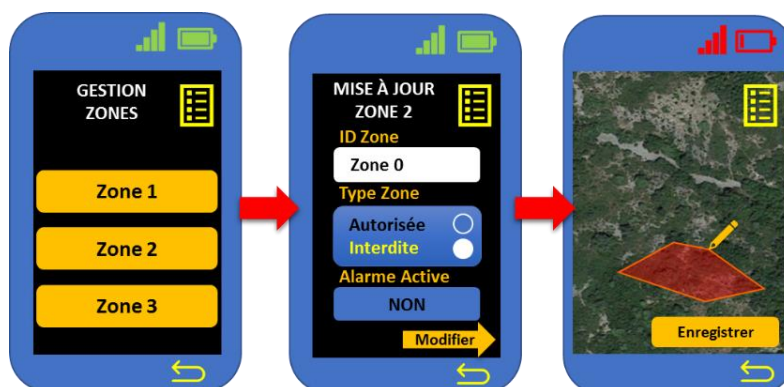 GESTION
ZONES
Zone 1
Zone 2
Zone 3
MISE À JOUR
ZONE 2
ID Zone
Zone 0
Type Zone
Autorisée
Interdite
Alarme Active
NON
Modifier
Enregistrer